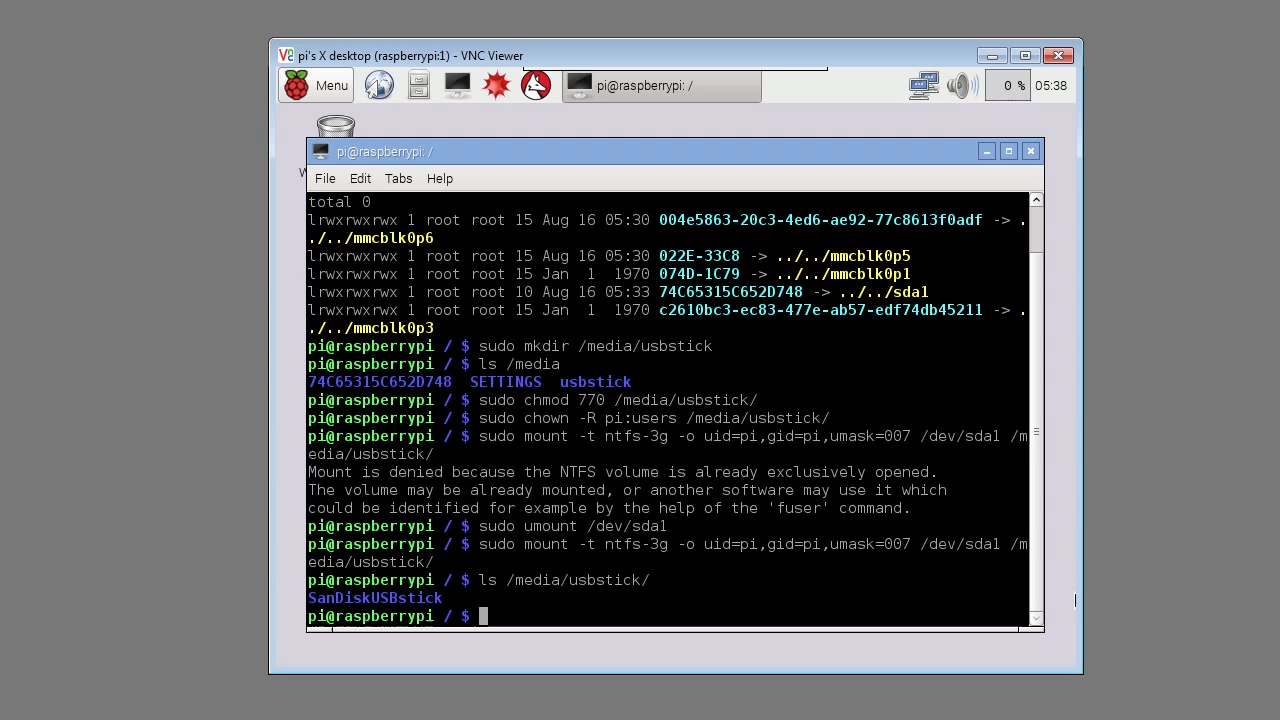 pi's X desktop (raspberrypi:1) - VNC Viewer
Menu
pi@raspberrypi: /
0 %
05:38
pi@raspberrypi: /
File Edit Tabs Help
total 0
lrwxrwxrwx 1 root root 15 Aug 16 05:30 004e5863-20c3-4ed6-ae92-77c8613f0adf -> .
./../mmcblk0p6
lrwxrwxrwx 1 root root 15 Aug 16 05:30 022E-33C8 -> ../../mmcblk0p5
lrwxrwxrwx 1 root root 15 Jan  1  1970 074D-1C79 -> ../../mmcblk0p1
lrwxrwxrwx 1 root root 10 Aug 16 05:33 74C65315C652D748 -> ../../sda1
lrwxrwxrwx 1 root root 15 Jan  1  1970 c2610bc3-ec83-477e-ab57-edf74db45211 -> .
./../mmcblk0p3
pi@raspberrypi / $ sudo mkdir /media/usbstick
pi@raspberrypi / $ ls /media
74C65315C652D748  SETTINGS  usbstick
pi@raspberrypi / $ sudo chmod 770 /media/usbstick/
pi@raspberrypi / $ sudo chown -R pi:users /media/usbstick/
pi@raspberrypi / $ sudo mount -t ntfs-3g -o uid=pi,gid=pi,umask=007 /dev/sda1 /m
edia/usbstick/
Mount is denied because the NTFS volume is already exclusively opened.
The volume may be already mounted, or another software may use it which
could be identified for example by the help of the 'fuser' command.
pi@raspberrypi / $ sudo umount /dev/sda1
pi@raspberrypi / $ sudo mount -t ntfs-3g -o uid=pi,gid=pi,umask=007 /dev/sda1 /m
edia/usbstick/
pi@raspberrypi / $ ls /media/usbstick/
SanDiskUSBstick
pi@raspberrypi / $